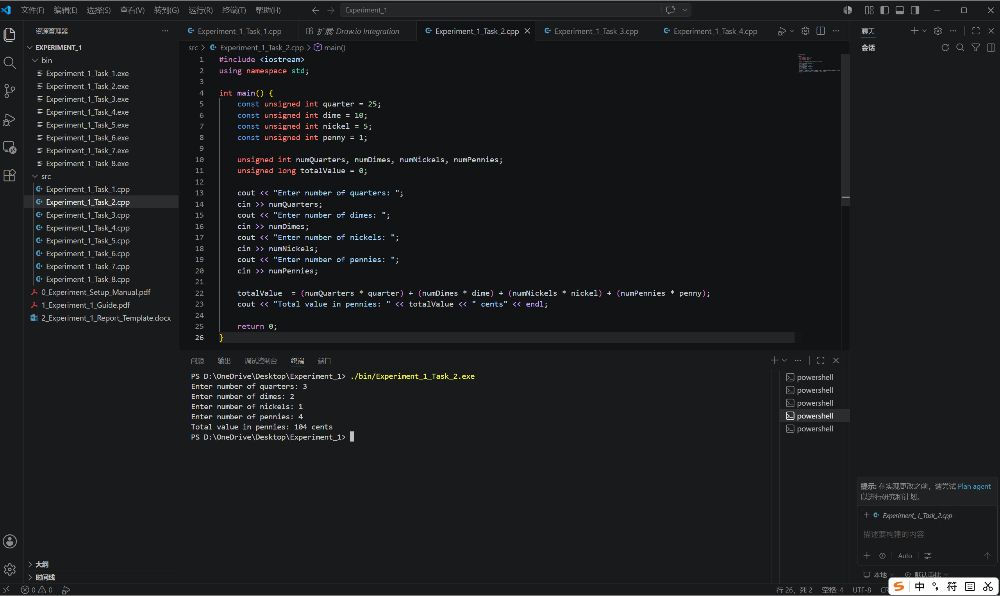 文件(F) 编辑(E) 选择(S) 查看(V) 转到(G) 运行(R) 终端(T) 帮助(H)
Experiment_1
资源管理器
EXPERIMENT_1
bin
Experiment_1_Task_1.exe
Experiment_1_Task_2.exe
Experiment_1_Task_3.exe
Experiment_1_Task_4.exe
Experiment_1_Task_5.exe
Experiment_1_Task_6.exe
Experiment_1_Task_7.exe
Experiment_1_Task_8.exe
src
Experiment_1_Task_1.cpp
Experiment_1_Task_2.cpp
Experiment_1_Task_3.cpp
Experiment_1_Task_4.cpp
Experiment_1_Task_5.cpp
Experiment_1_Task_6.cpp
Experiment_1_Task_7.cpp
Experiment_1_Task_8.cpp
0_Experiment_Setup_Manual.pdf
1_Experiment_1_Guide.pdf
2_Experiment_1_Report_Template.docx
大纲
时间线
Experiment_1_Task_1.cpp 扩展: Draw.io Integration Experiment_1_Task_2.cpp Experiment_1_Task_3.cpp Experiment_1_Task_4.cpp
src > Experiment_1_Task_2.cpp > main()
1 #include <iostream>
2 using namespace std;
3
4 int main() {
5 const unsigned int quarter = 25;
6 const unsigned int dime = 10;
7 const unsigned int nickel = 5;
8 const unsigned int penny = 1;
9
10 unsigned int numQuarters, numDimes, numNickels, numPennies;
11 unsigned long totalValue = 0;
12
13 cout << "Enter number of quarters: ";
14 cin >> numQuarters;
15 cout << "Enter number of dimes: ";
16 cin >> numDimes;
17 cout << "Enter number of nickels: ";
18 cin >> numNickels;
19 cout << "Enter number of pennies: ";
20 cin >> numPennies;
21
22 totalValue  = (numQuarters * quarter) + (numDimes * dime) + (numNickels * nickel) + (numPennies * penny);
23 cout << "Total value in pennies: " << totalValue << " cents" << endl;
24
25 return 0;
26 }
问题 输出 调试控制台 终端 端口
PS D:\OneDrive\Desktop\Experiment_1> ./bin/Experiment_1_Task_2.exe
Enter number of quarters: 3
Enter number of dimes: 2
Enter number of nickels: 1
Enter number of pennies: 4
Total value in pennies: 104 cents
PS D:\OneDrive\Desktop\Experiment_1>
powershell
powershell
powershell
powershell
powershell
聊天
会话
提示: 在实现更改之前，请尝试 Plan agent
以进行研究和计划。
Experiment_1_Task_2.cpp
描述要构建的内容
Auto
本地 默认审批
0 0
行 26，列 2 空格: 4 UTF-8 CR
中 符